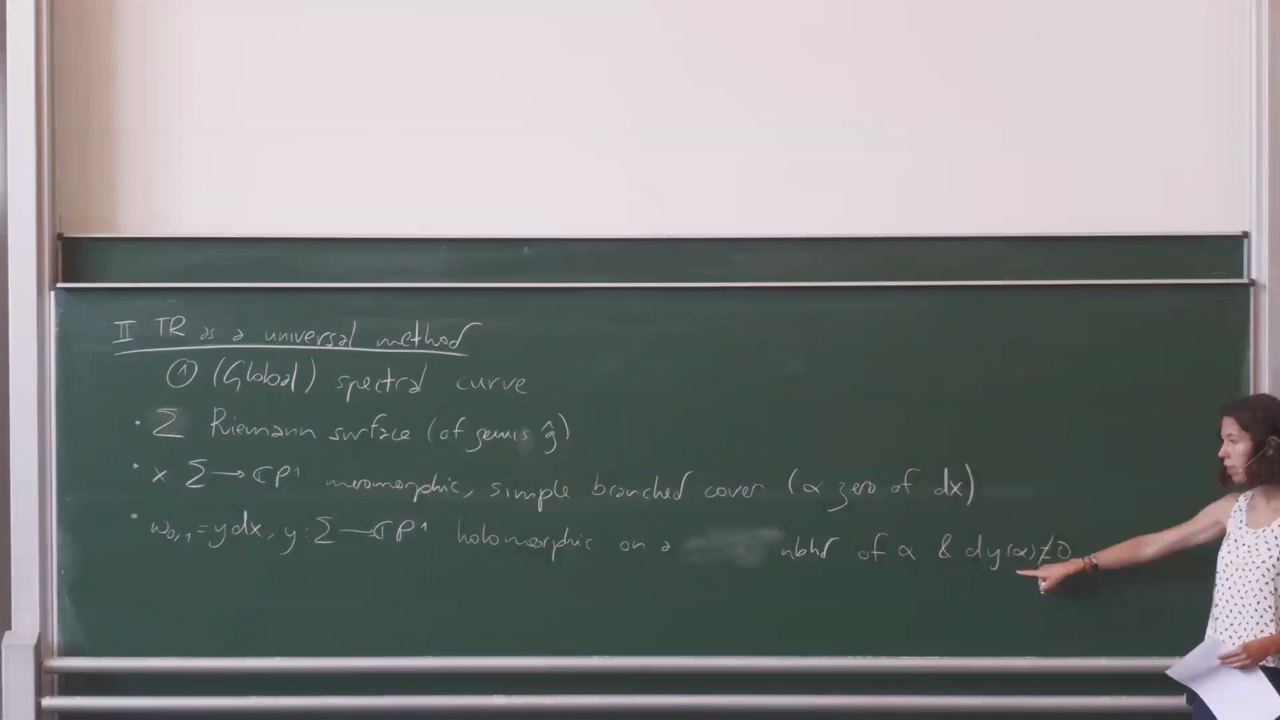 II TR as a universal method
① (Global) spectral curve
· Σ Riemann surface (of genus ĝ)
· x Σ → ℂP¹ meromorphic, simple branched cover (α zero of dx)
· ω₀,₁ = ydx, y : Σ → ℂP¹ holomorphic on a nbhd of α & dy(α) ≠ 0